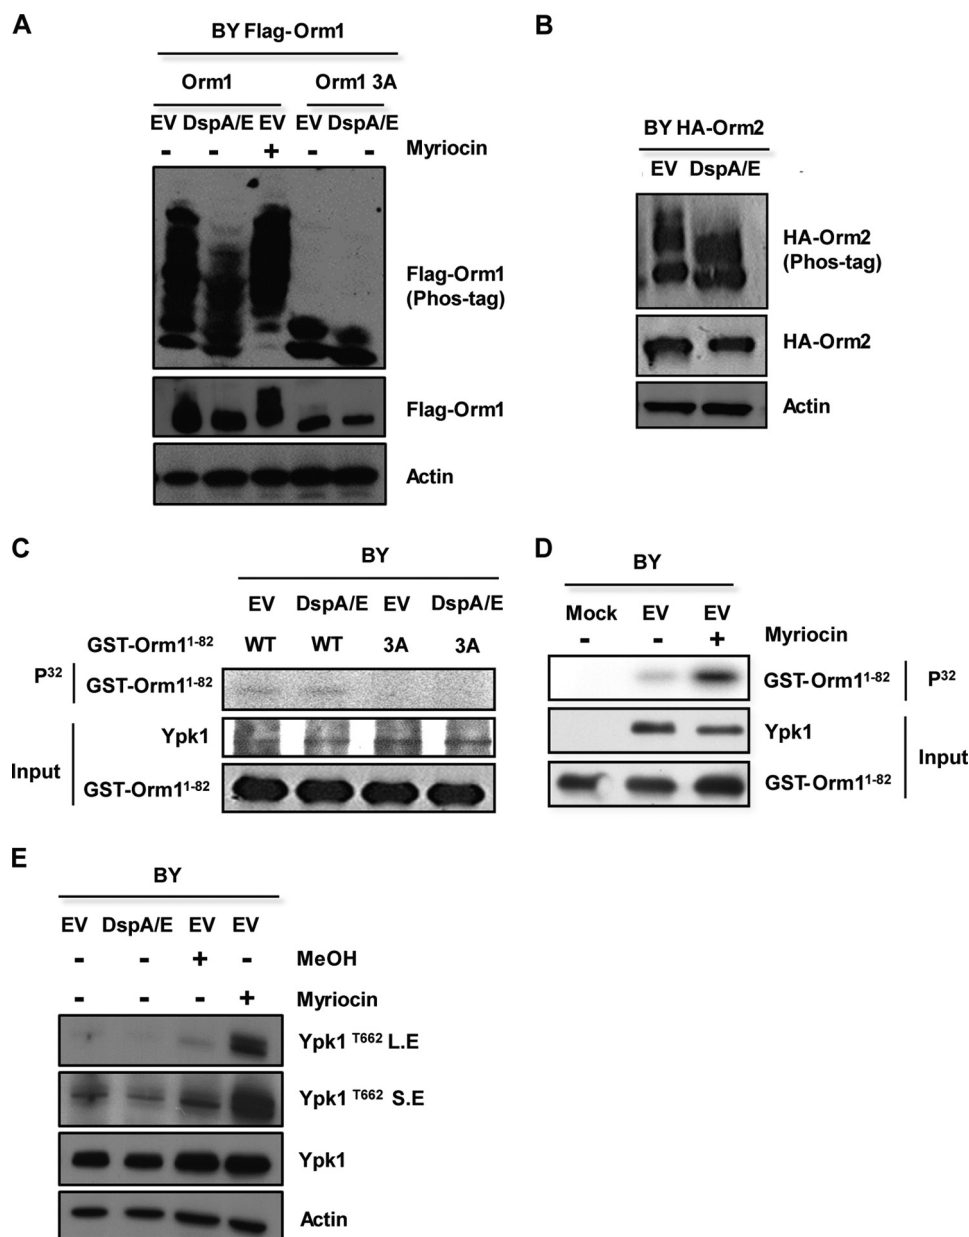 A
BY Flag-Orm1
Orm1 Orm1 3A
EV DspA/E EV EV DspA/E
- - + - - Myriocin
Flag-Orm1
(Phos-tag)
Flag-Orm1
Actin
B
BY HA-Orm2
EV DspA/E
HA-Orm2
(Phos-tag)
HA-Orm2
Actin
C
BY
EV DspA/E EV DspA/E
GST-Orm1¹⁻⁸² WT WT 3A 3A
P³² GST-Orm1¹⁻⁸²
Input Ypk1
GST-Orm1¹⁻⁸²
D
BY
Mock EV EV
- - + Myriocin
GST-Orm1¹⁻⁸² P³²
Ypk1
Input
GST-Orm1¹⁻⁸²
E
BY
EV DspA/E EV EV
- - + - MeOH
- - - + Myriocin
Ypk1 ᵀ⁶⁶² L.E
Ypk1 ᵀ⁶⁶² S.E
Ypk1
Actin